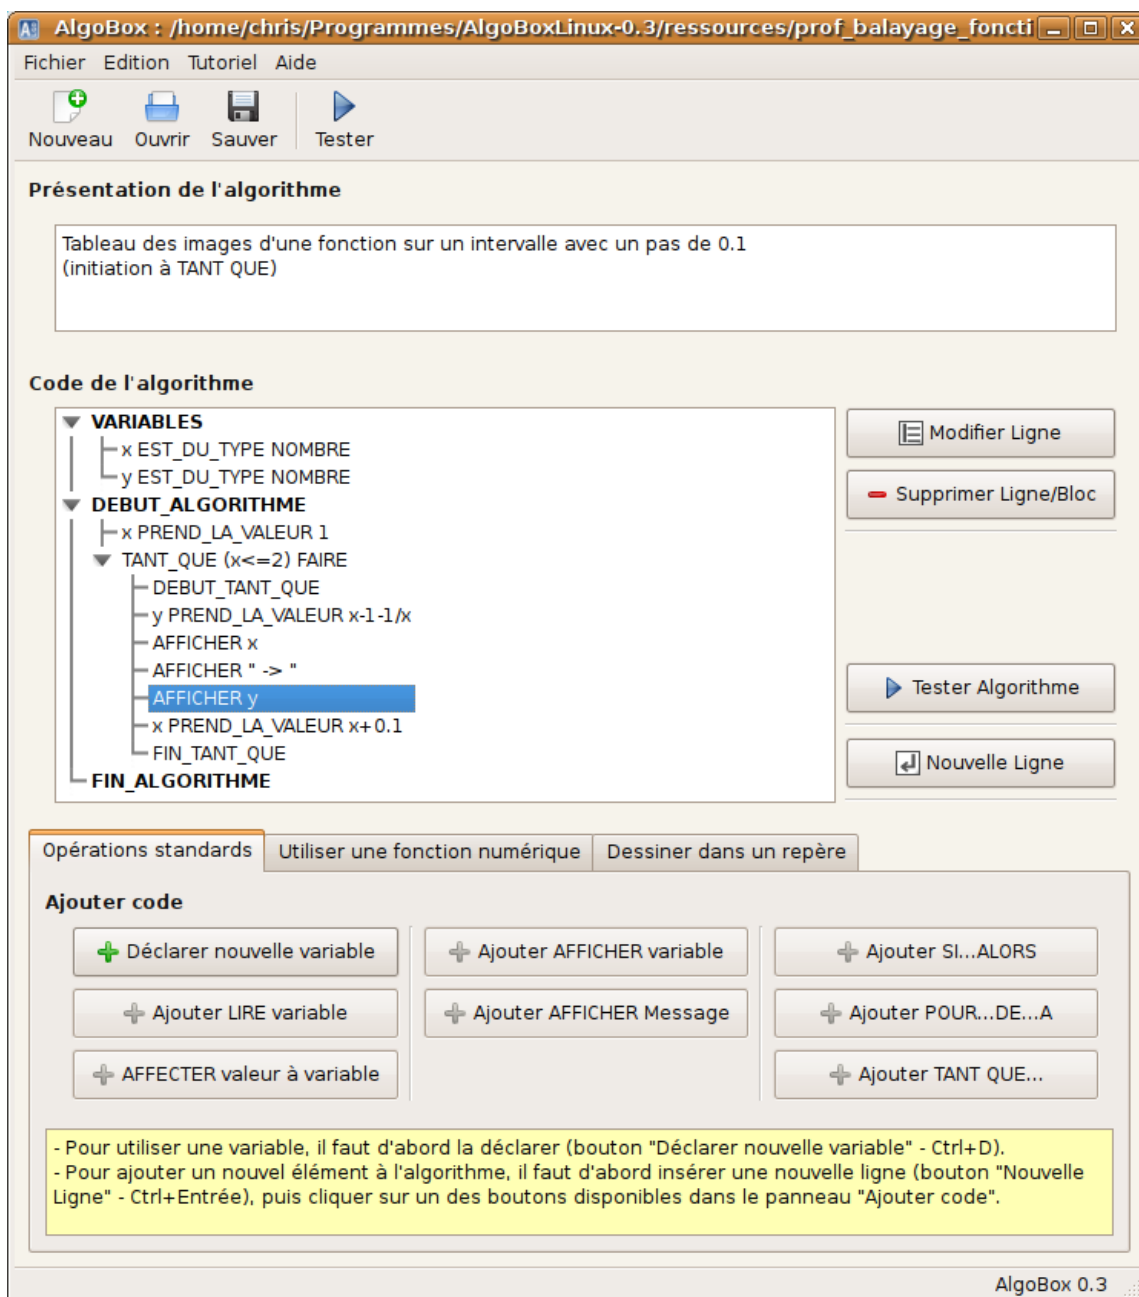 AlgoBox : /home/chris/Programmes/AlgoBoxLinux-0.3/ressources/prof_balayage_foncti
Fichier Edition Tutoriel Aide
Nouveau Ouvrir Sauver Tester
Présentation de l'algorithme
Tableau des images d'une fonction sur un intervalle avec un pas de 0.1
(initiation à TANT QUE)
Code de l'algorithme
VARIABLES
x EST_DU_TYPE NOMBRE
y EST_DU_TYPE NOMBRE
DEBUT_ALGORITHME
x PREND_LA_VALEUR 1
TANT_QUE (x<=2) FAIRE
DEBUT_TANT_QUE
y PREND_LA_VALEUR x-1-1/x
AFFICHER x
AFFICHER " -> "
AFFICHER y
x PREND_LA_VALEUR x+0.1
FIN_TANT_QUE
FIN_ALGORITHME
Modifier Ligne
Supprimer Ligne/Bloc
Tester Algorithme
Nouvelle Ligne
Opérations standards Utiliser une fonction numérique Dessiner dans un repère
Ajouter code
Déclarer nouvelle variable Ajouter AFFICHER variable Ajouter SI...ALORS
Ajouter LIRE variable Ajouter AFFICHER Message Ajouter POUR...DE...A
AFFECTER valeur à variable Ajouter TANT QUE...
- Pour utiliser une variable, il faut d'abord la déclarer (bouton "Déclarer nouvelle variable" - Ctrl+D).
- Pour ajouter un nouvel élément à l'algorithme, il faut d'abord insérer une nouvelle ligne (bouton "Nouvelle
Ligne" - Ctrl+Entrée), puis cliquer sur un des boutons disponibles dans le panneau "Ajouter code".
AlgoBox 0.3